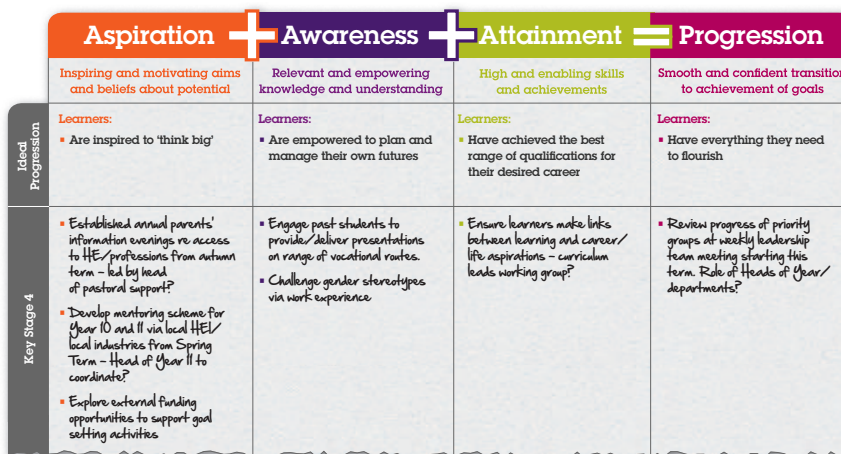 Aspiration + Awareness + Attainment = Progression
Inspiring and motivating aims
and beliefs about potential
Relevant and empowering
knowledge and understanding
High and enabling skills
and achievements
Smooth and confident transition
to achievement of goals
Ideal
Progression
Learners:
▪ Are inspired to 'think big'
Learners:
▪ Are empowered to plan and
manage their own futures
Learners:
▪ Have achieved the best
range of qualifications for
their desired career
Learners:
▪ Have everything they need
to flourish
Key Stage 4
▪ Established annual parents'
information evenings re access
to HE/professions from autumn
term – led by head
of pastoral support?
▪ Develop mentoring scheme for
Year 10 and 11 via local HEI/
local industries from Spring
Term – Head of Year 11 to
coordinate?
▪ Explore external funding
opportunities to support goal
setting activities
▪ Engage past students to
provide/deliver presentations
on range of vocational routes.
▪ Challenge gender stereotypes
via work experience
▪ Ensure learners make links
between learning and career/
life aspirations – curriculum
leads working group?
▪ Review progress of priority
groups at weekly leadership
team meeting starting this
term. Role of Heads of Year/
departments?